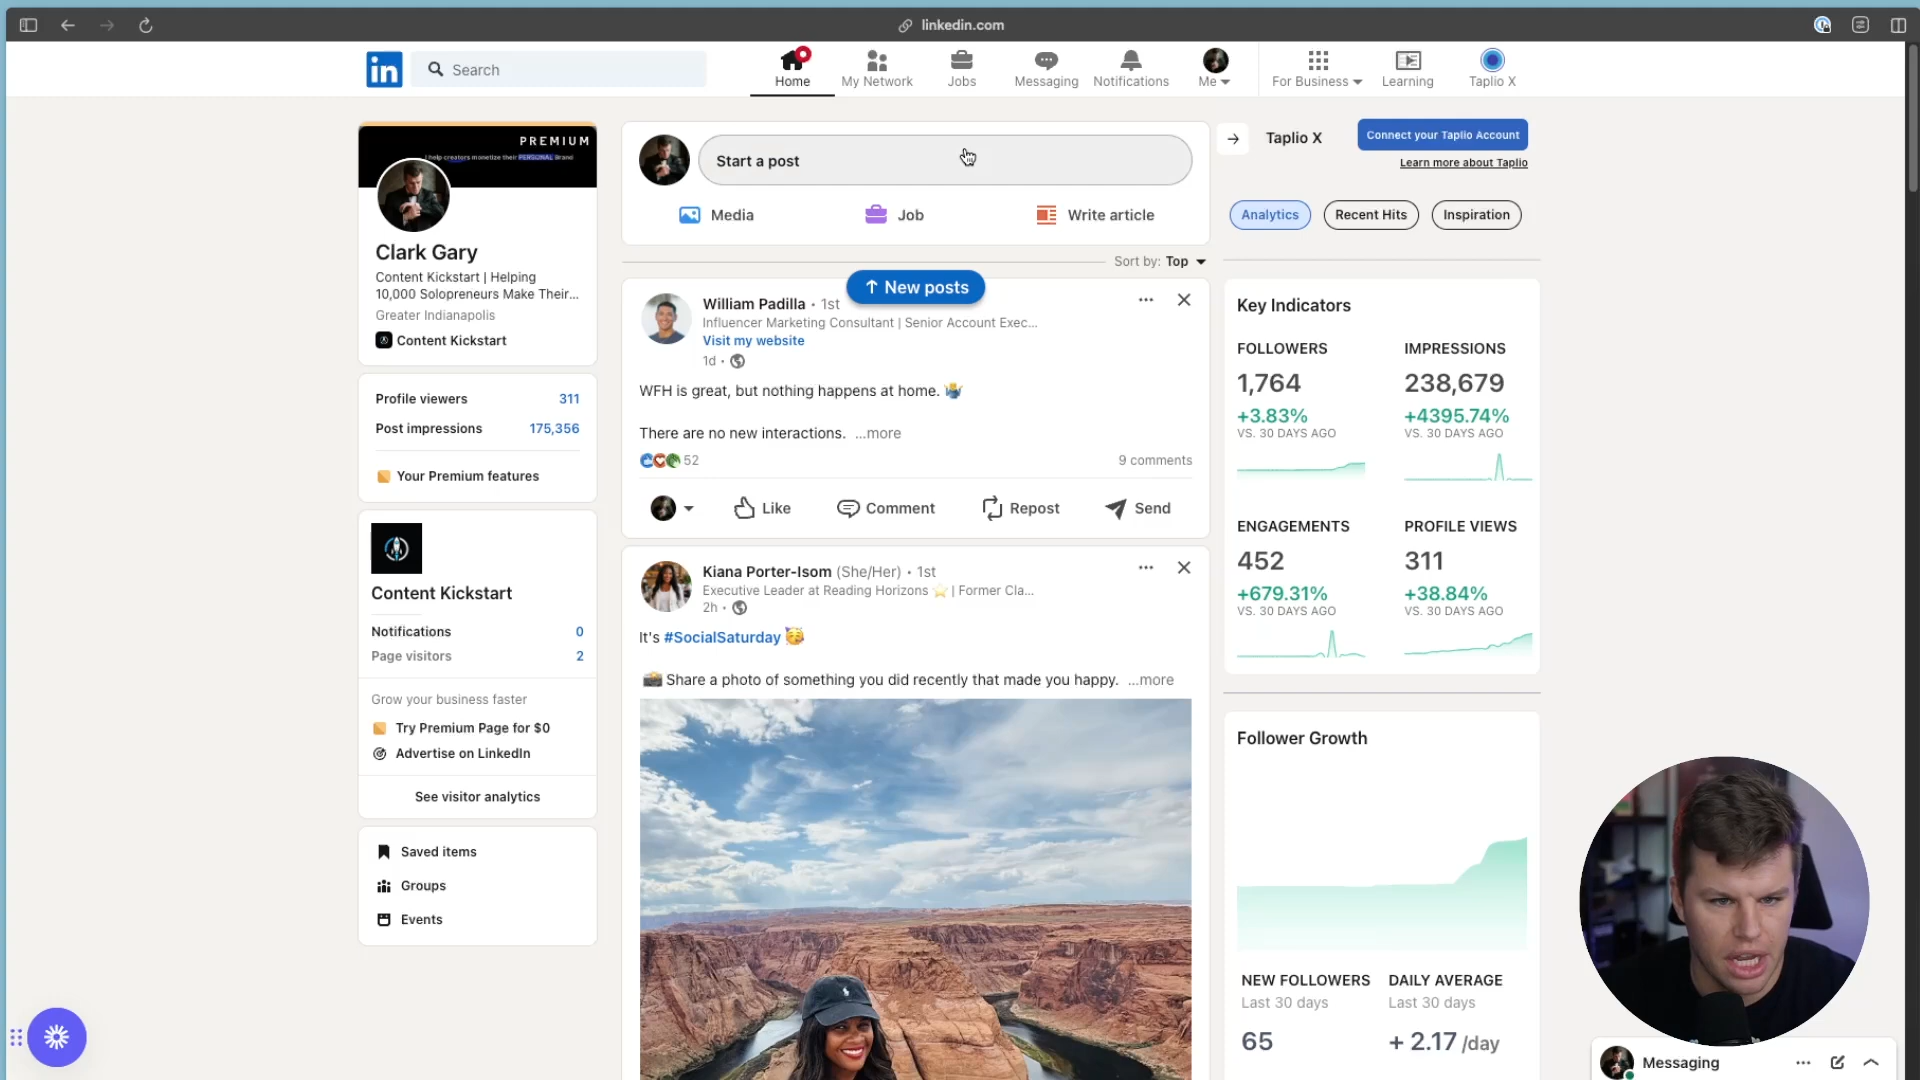 linkedin.com
in
Search
Home
My Network
Jobs
Messaging
Notifications
Me
For Business
Learning
Taplio X
PREMIUM
I help creators monetize their PERSONAL Brand
Clark Gary
Content Kickstart | Helping
10,000 Solopreneurs Make Their...
Greater Indianapolis
Content Kickstart
Profile viewers 311
Post impressions 175,356
Your Premium features
Content Kickstart
Notifications 0
Page visitors 2
Grow your business faster
Try Premium Page for $0
Advertise on LinkedIn
See visitor analytics
Saved items
Groups
Events
Start a post
Media
Job
Write article
Sort by: Top
New posts
William Padilla • 1st
Influencer Marketing Consultant | Senior Account Exec...
Visit my website
1d •
WFH is great, but nothing happens at home. 🤷‍♂️
There are no new interactions. ...more
52
9 comments
Like
Comment
Repost
Send
Kiana Porter-Isom (She/Her) • 1st
Executive Leader at Reading Horizons ⭐ | Former Cla...
2h •
It's #SocialSaturday 🥳
📸 Share a photo of something you did recently that made you happy. ...more
Taplio X
Connect your Taplio Account
Learn more about Taplio
Analytics
Recent Hits
Inspiration
Key Indicators
FOLLOWERS
1,764
+3.83%
VS. 30 DAYS AGO
IMPRESSIONS
238,679
+4395.74%
VS. 30 DAYS AGO
ENGAGEMENTS
452
+679.31%
VS. 30 DAYS AGO
PROFILE VIEWS
311
+38.84%
VS. 30 DAYS AGO
Follower Growth
NEW FOLLOWERS
Last 30 days
65
DAILY AVERAGE
Last 30 days
+ 2.17 /day
Messaging